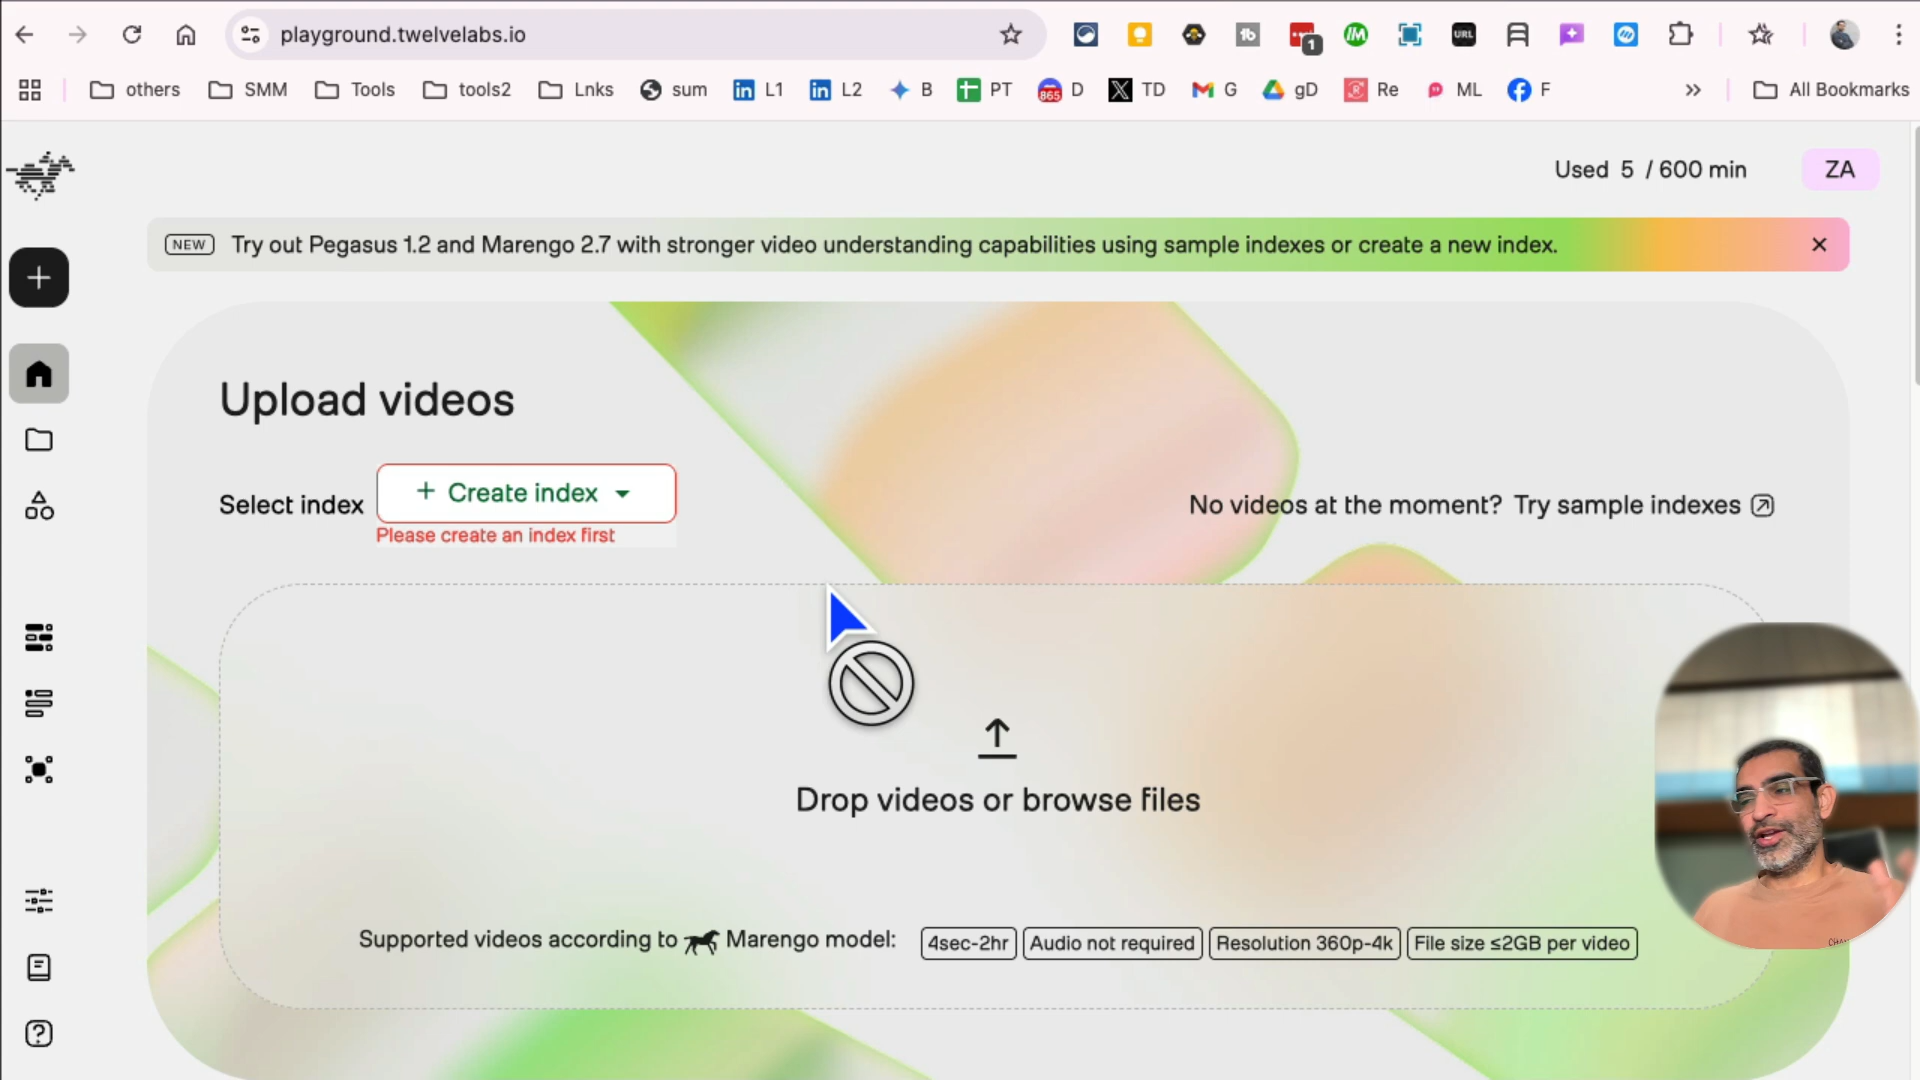 playground.twelvelabs.io
1
URL
others
SMM
Tools
tools2
Lnks
sum
L1
L2
B
PT
865
D
TD
G
gD
Re
ML
F
All Bookmarks
Used 5 / 600 min
ZA
NEW
Try out Pegasus 1.2 and Marengo 2.7 with stronger video understanding capabilities using sample indexes or create a new index.
Upload videos
Select index
+ Create index
Please create an index first
No videos at the moment? Try sample indexes
Drop videos or browse files
Supported videos according to Marengo model:
4sec-2hr
Audio not required
Resolution 360p-4k
File size ≤2GB per video